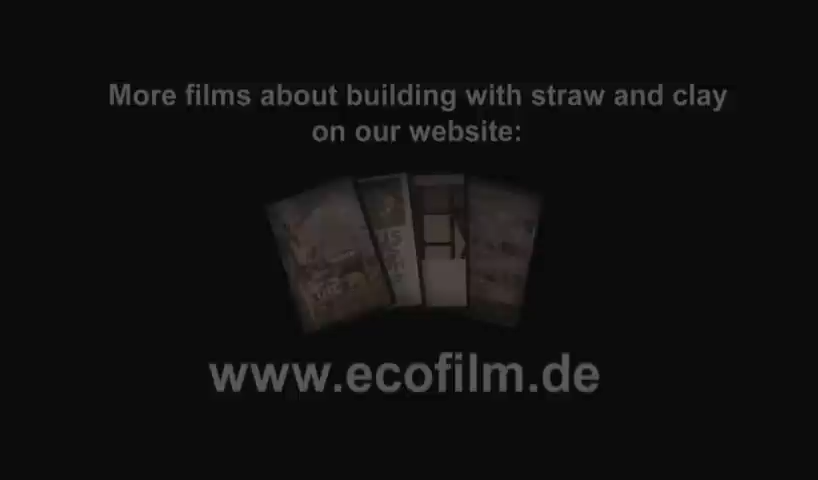 More films about building with straw and clay
on our website:
www.ecofilm.de